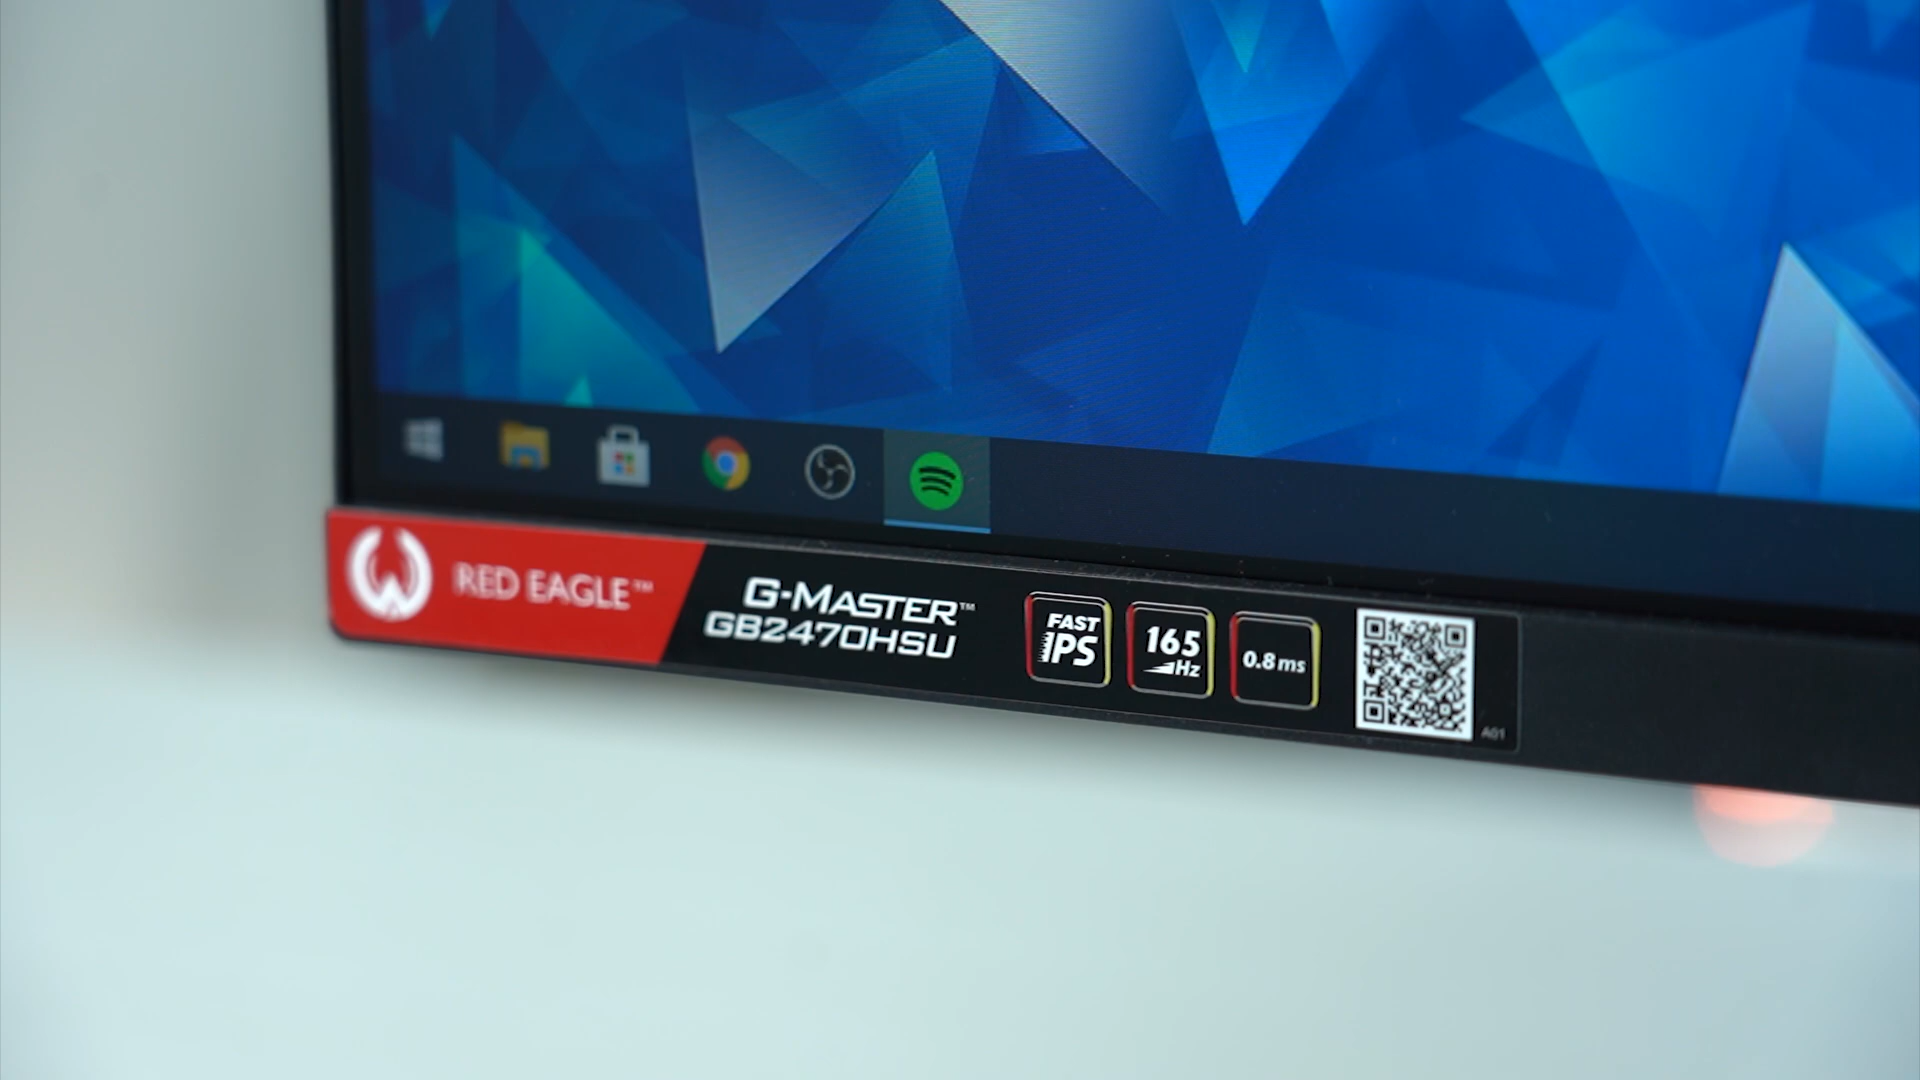 RED EAGLE™
G-MASTER™
GB2470HSU
FAST
iPS
165
Hz
0.8ms
A01